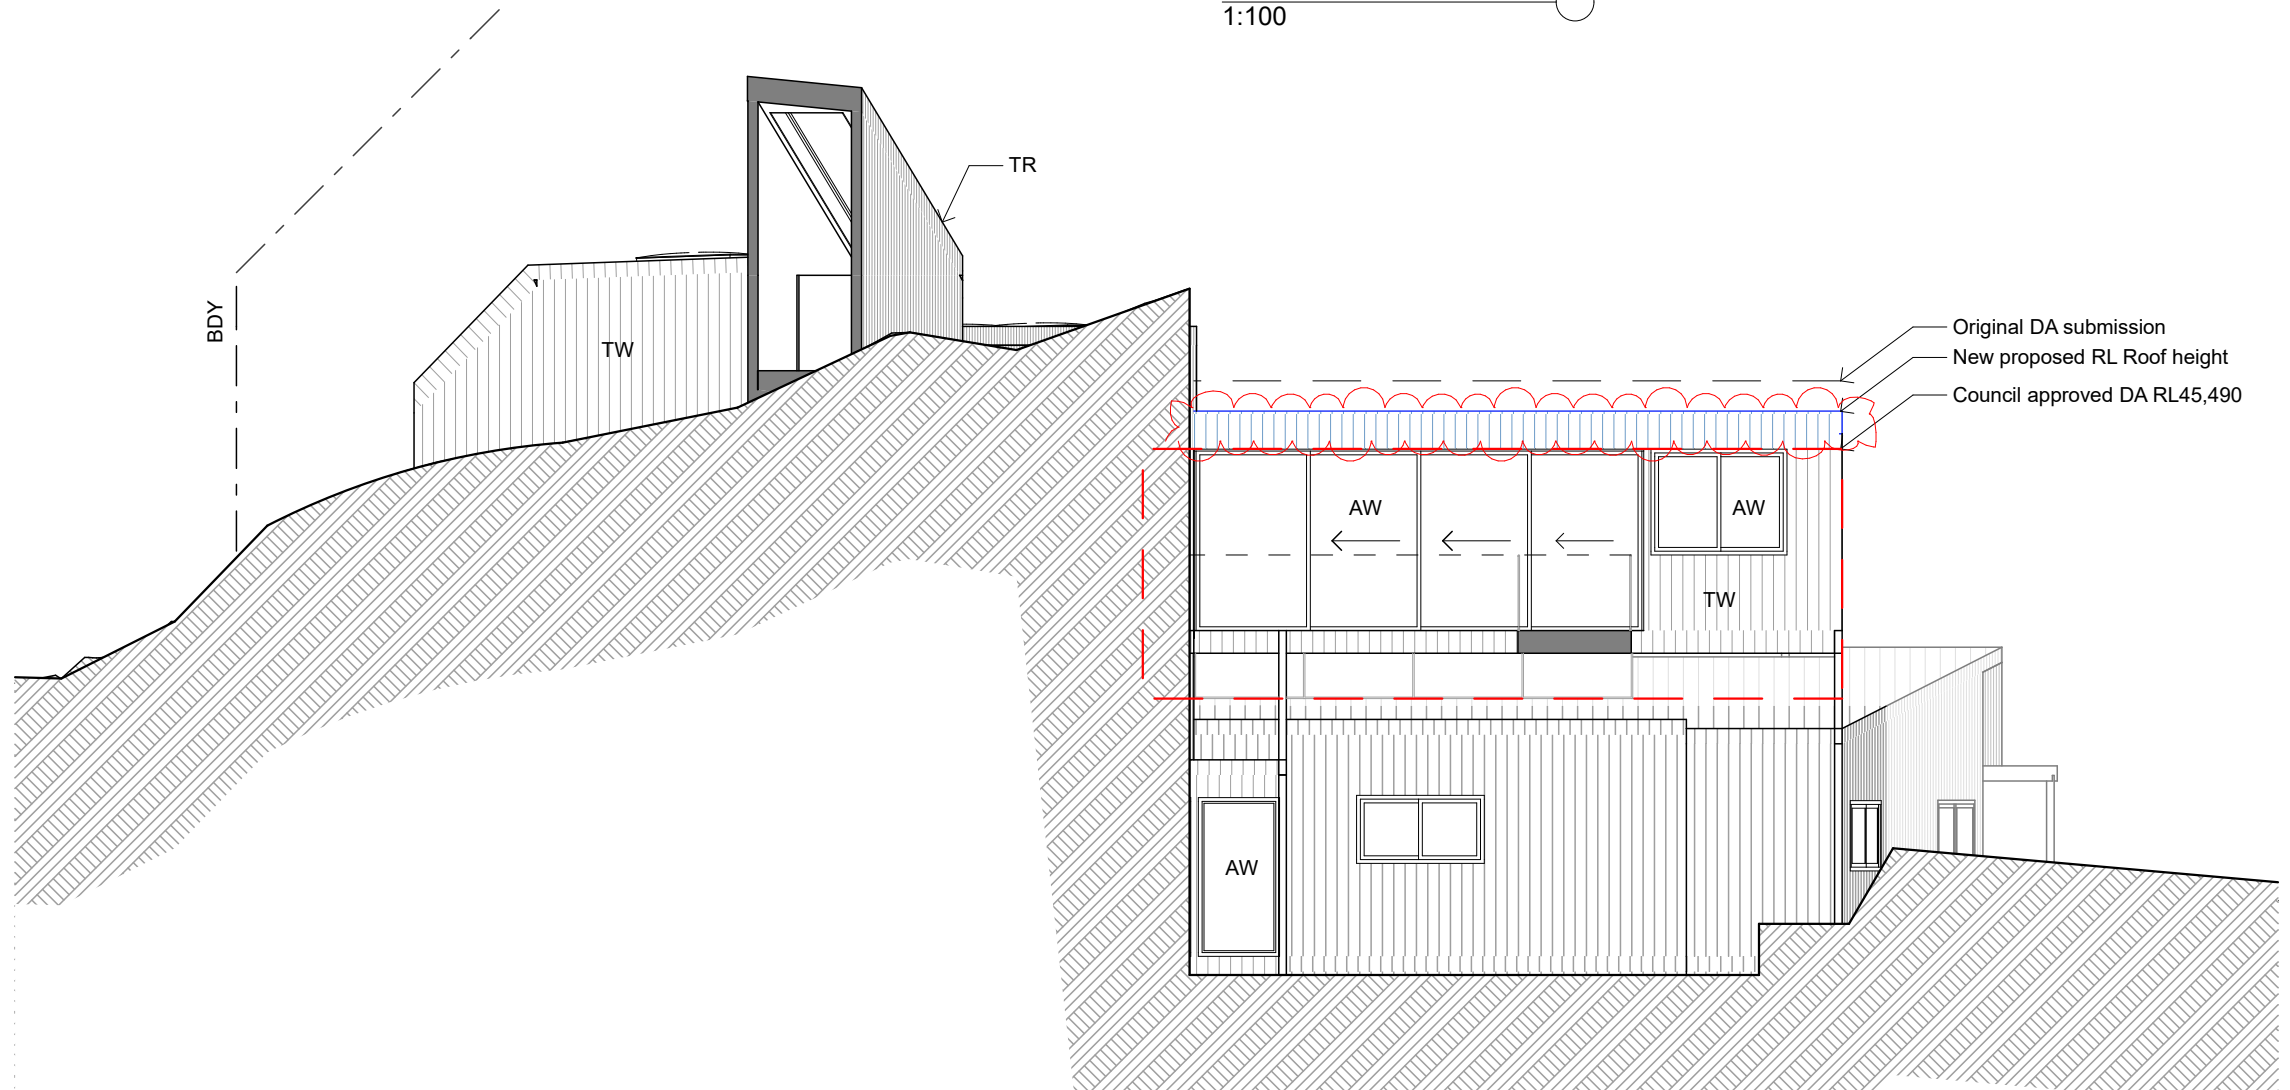 1:100
TR
BDY
TW
Original DA submission
New proposed RL Roof height
Council approved DA RL45,490
AW
AW
TW
AW